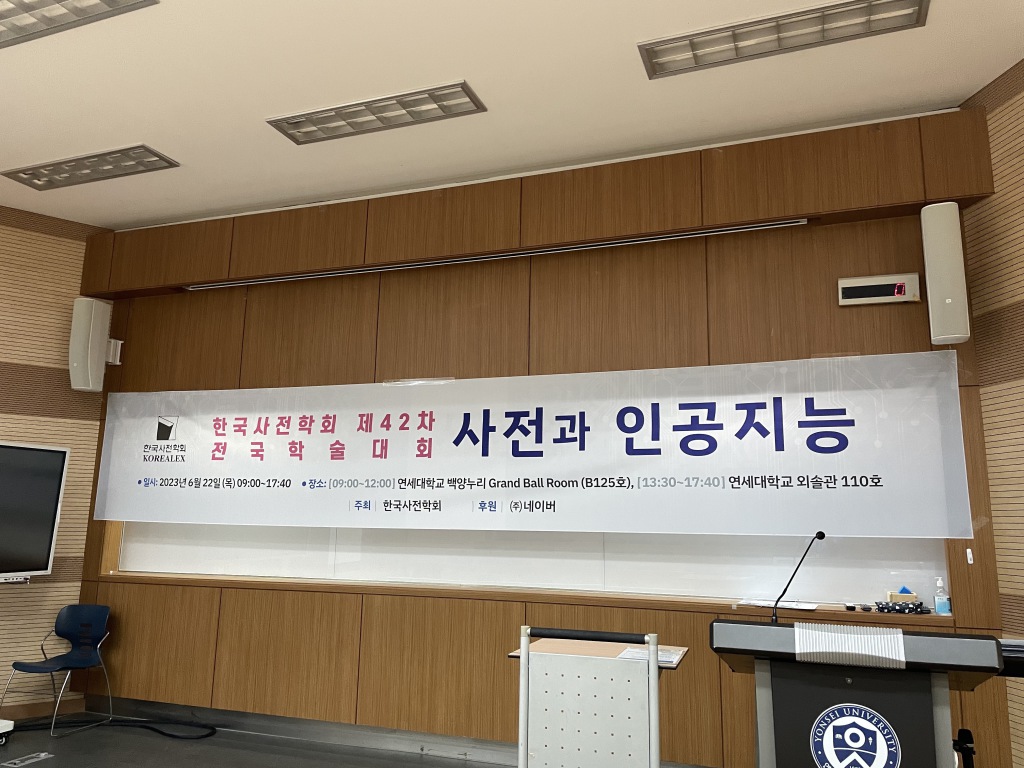 한국사전학회
KOREALEX
한국사전학회 제42차
전국학술대회
사전과 인공지능
• 일시: 2023년 6월 22일(목) 09:00~17:40 • 장소: [09:00~12:00] 연세대학교 백양누리 Grand Ball Room (B125호), [13:30~17:40] 연세대학교 외솔관 110호
주최 한국사전학회 후원 ㈜네이버
YONSEI UNIVERSITY